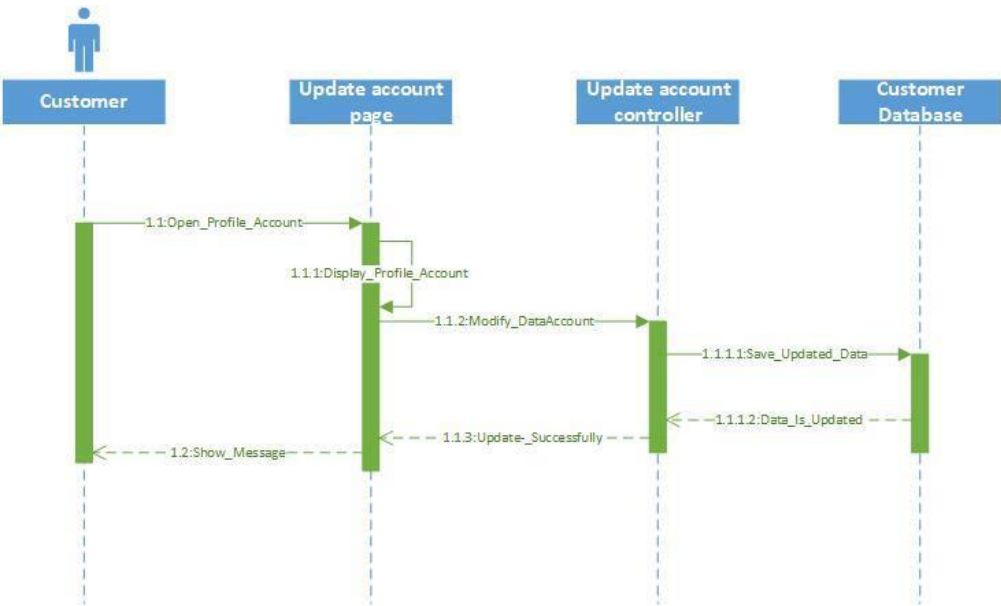 Customer
Update account
page
Update account
controller
Customer
Database
1.1:Open_Profile_Account
1.1.1:Display_Profile_Account
1.1.2:Modify_DataAccount
1.1.1.1:Save_Updated_Data
1.1.1.2:Data_Is_Updated
1.1.3:Update-_Successfully
1.2:Show_Message